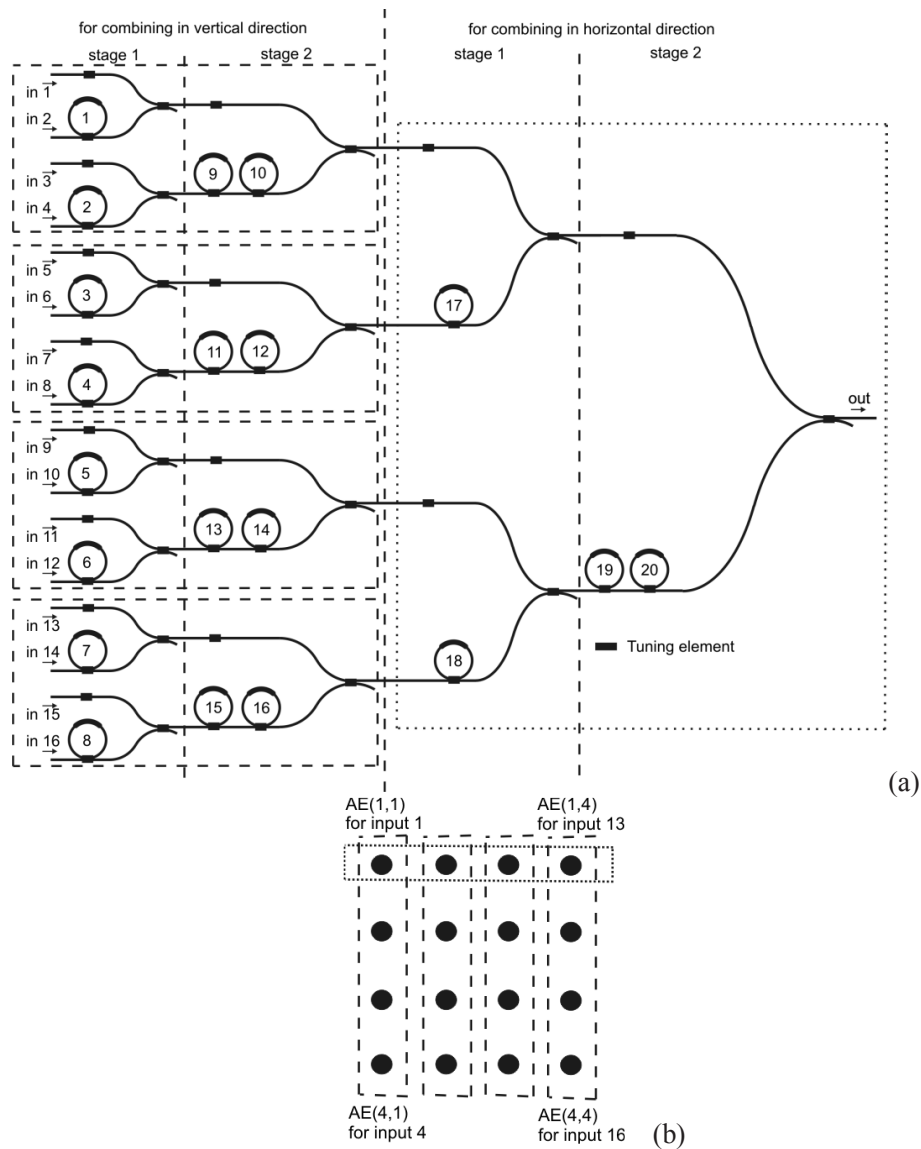 for combining in vertical direction
for combining in horizontal direction
stage 1
stage 2
stage 1
stage 2
in 1
in 2
1
in 3
in 4
2
9
10
in 5
in 6
3
17
in 7
in 8
4
11
12
out
in 9
in 10
5
in 11
in 12
6
13
14
19
20
in 13
in 14
7
18
Tuning element
in 15
in 16
8
15
16
(a)
AE(1,1)
for input 1
AE(1,4)
for input 13
AE(4,1)
for input 4
AE(4,4)
for input 16
(b)